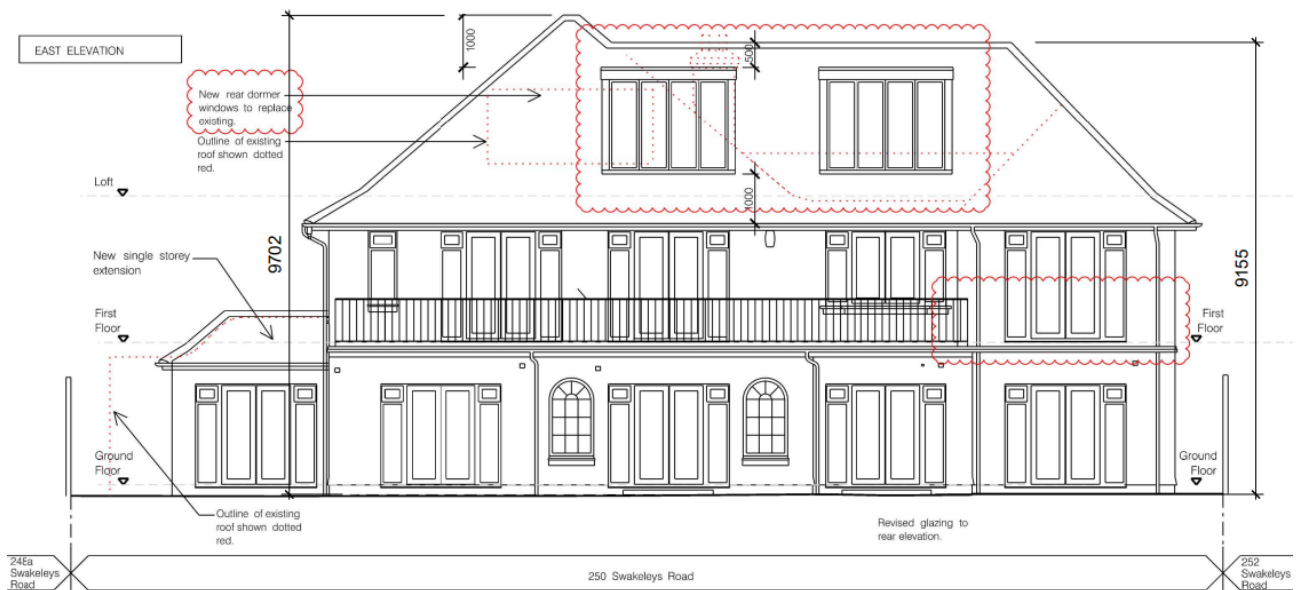 EAST ELEVATION
1000
500
New rear dormer
windows to replace
existing.
Outline of existing
roof shown dotted
red.
Loft
1000
9702
9155
New single storey
extension
First
Floor
First
Floor
Ground
Floor
Ground
Floor
Outline of existing
roof shown dotted
red.
Revised glazing to
rear elevation.
Swakeleys
Road
250 Swakeleys Road
252
Swakeleys
Road